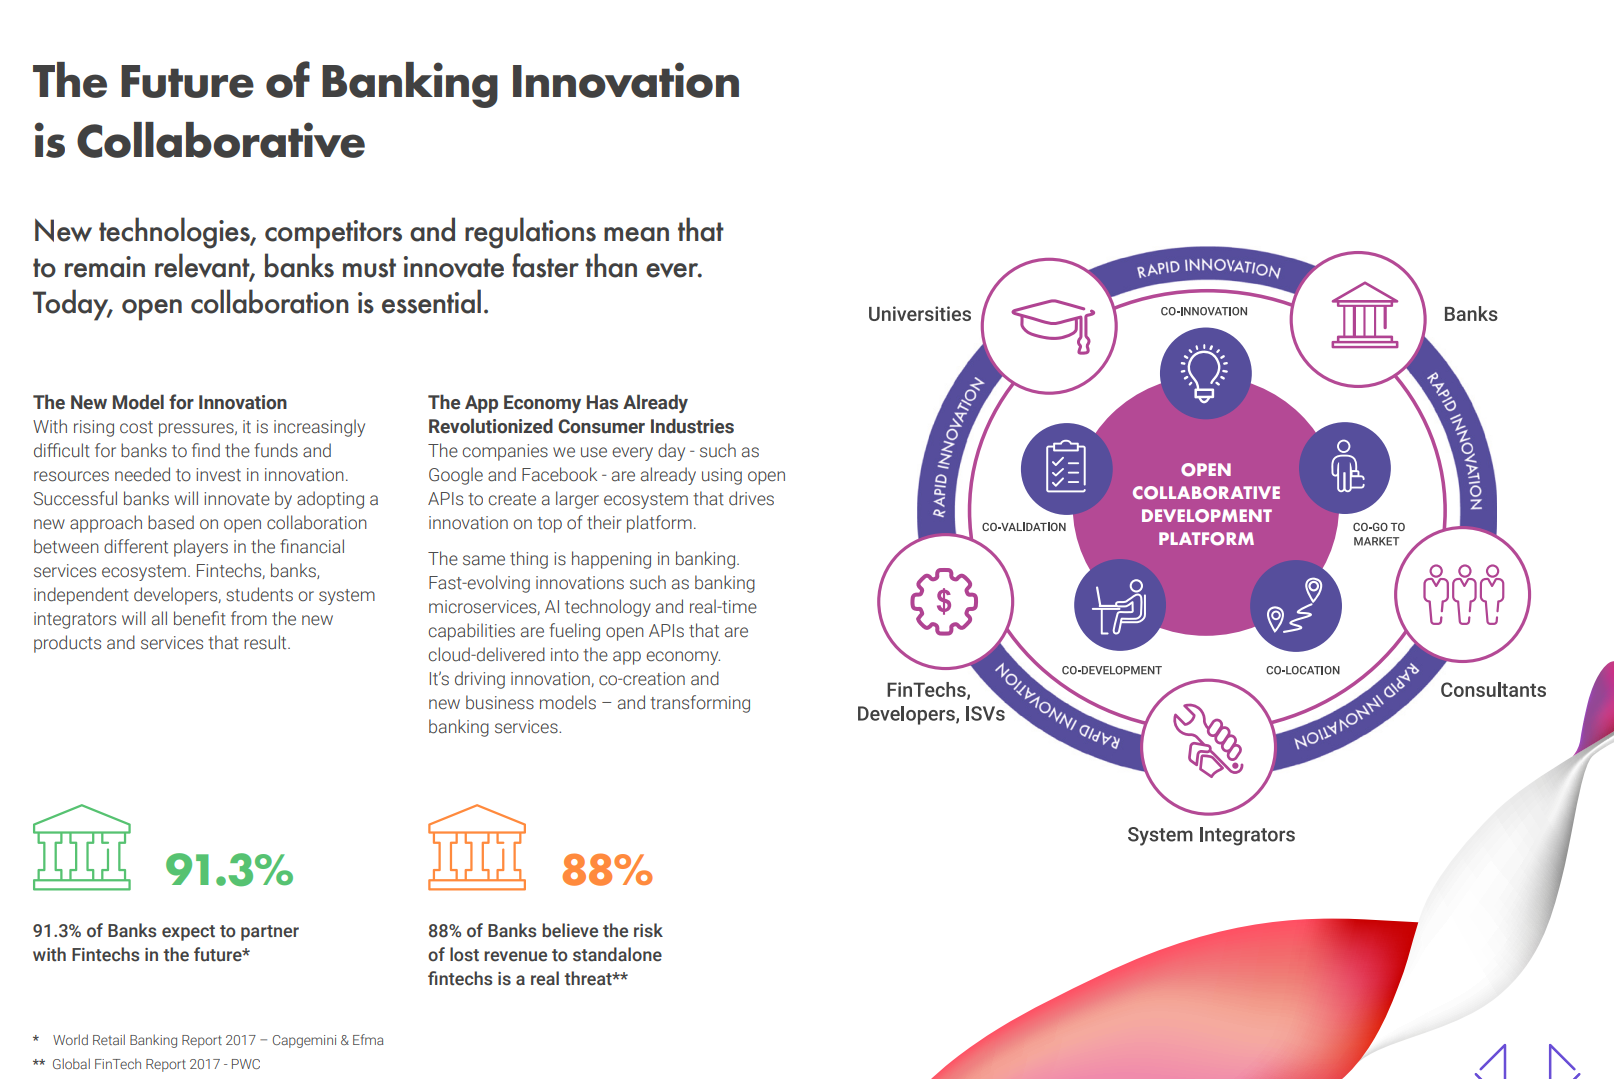 The Future of Banking Innovation
is Collaborative
New technologies, competitors and regulations mean that
to remain relevant, banks must innovate faster than ever.
Today, open collaboration is essential.
The New Model for Innovation
With rising cost pressures, it is increasingly
difficult for banks to find the funds and
resources needed to invest in innovation.
Successful banks will innovate by adopting a
new approach based on open collaboration
between different players in the financial
services ecosystem. Fintechs, banks,
independent developers, students or system
integrators will all benefit from the new
products and services that result.
The App Economy Has Already
Revolutionized Consumer Industries
The companies we use every day - such as
Google and Facebook - are already using open
APIs to create a larger ecosystem that drives
innovation on top of their platform.
The same thing is happening in banking.
Fast-evolving innovations such as banking
microservices, AI technology and real-time
capabilities are fueling open APIs that are
cloud-delivered into the app economy.
It's driving innovation, co-creation and
new business models – and transforming
banking services.
91.3%
91.3% of Banks expect to partner
with Fintechs in the future*
88%
88% of Banks believe the risk
of lost revenue to standalone
fintechs is a real threat**
* World Retail Banking Report 2017 – Capgemini & Efma
** Global FinTech Report 2017 - PWC
RAPID INNOVATION
Universities
CO-INNOVATION
Banks
RAPID INNOVATION
RAPID INNOVATION
OPEN
COLLABORATIVE
DEVELOPMENT
PLATFORM
CO-VALIDATION
CO-GO TO
MARKET
$
CO-DEVELOPMENT
CO-LOCATION
FinTechs,
Developers, ISVs
Consultants
RAPID INNOVATION
RAPID INNOVATION
System Integrators